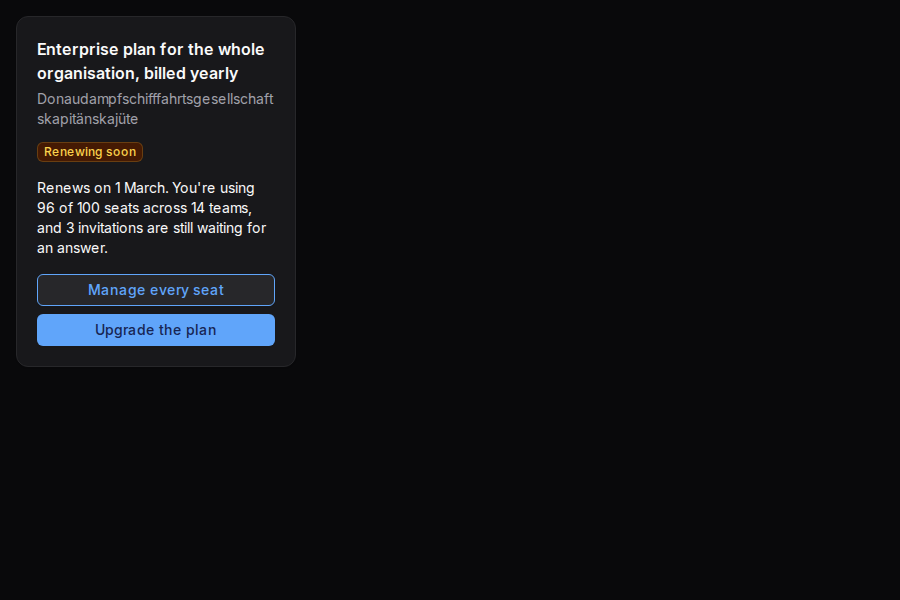 Enterprise plan for the whole
organisation, billed yearly
Donaudampfschifffahrtsgesellschaft
skapitänskajüte
Renewing soon
Renews on 1 March. You're using
96 of 100 seats across 14 teams,
and 3 invitations are still waiting for
an answer.
Manage every seat
Upgrade the plan